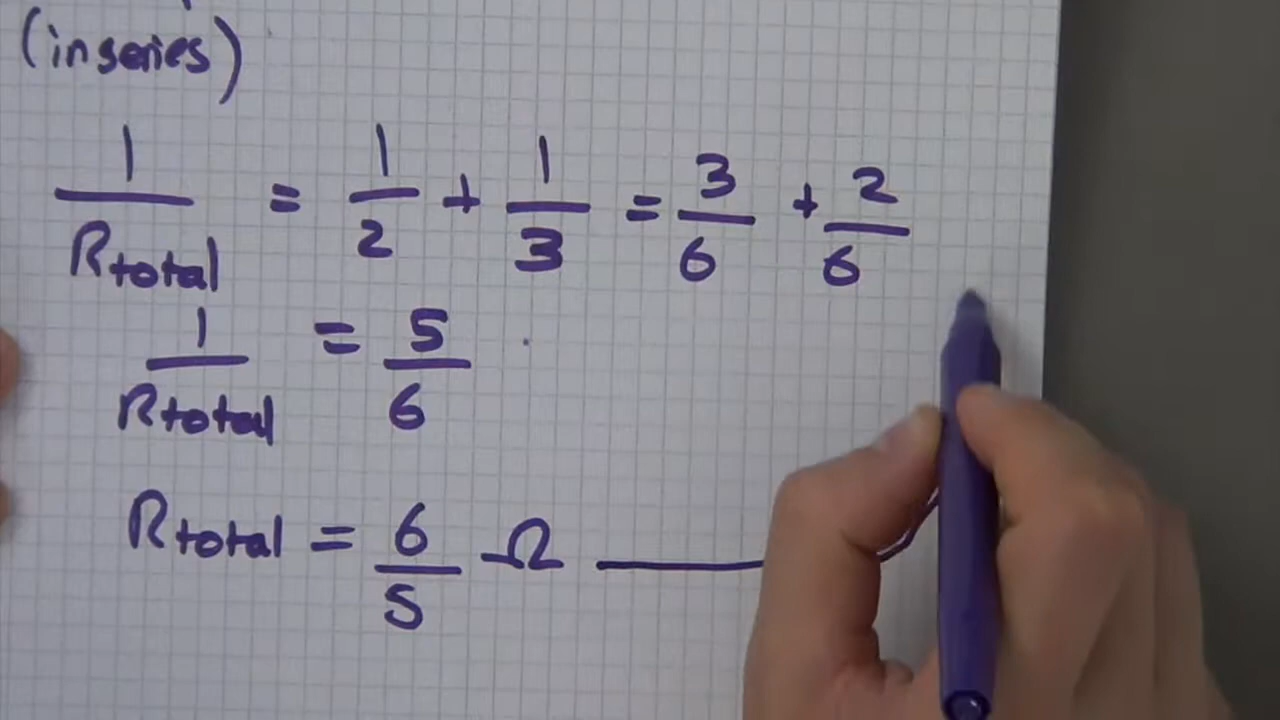 (in series)
1/Rtotal = 1/2 + 1/3 = 3/6 + 2/6
1/Rtotal = 5/6
Rtotal = 6/5 Ω